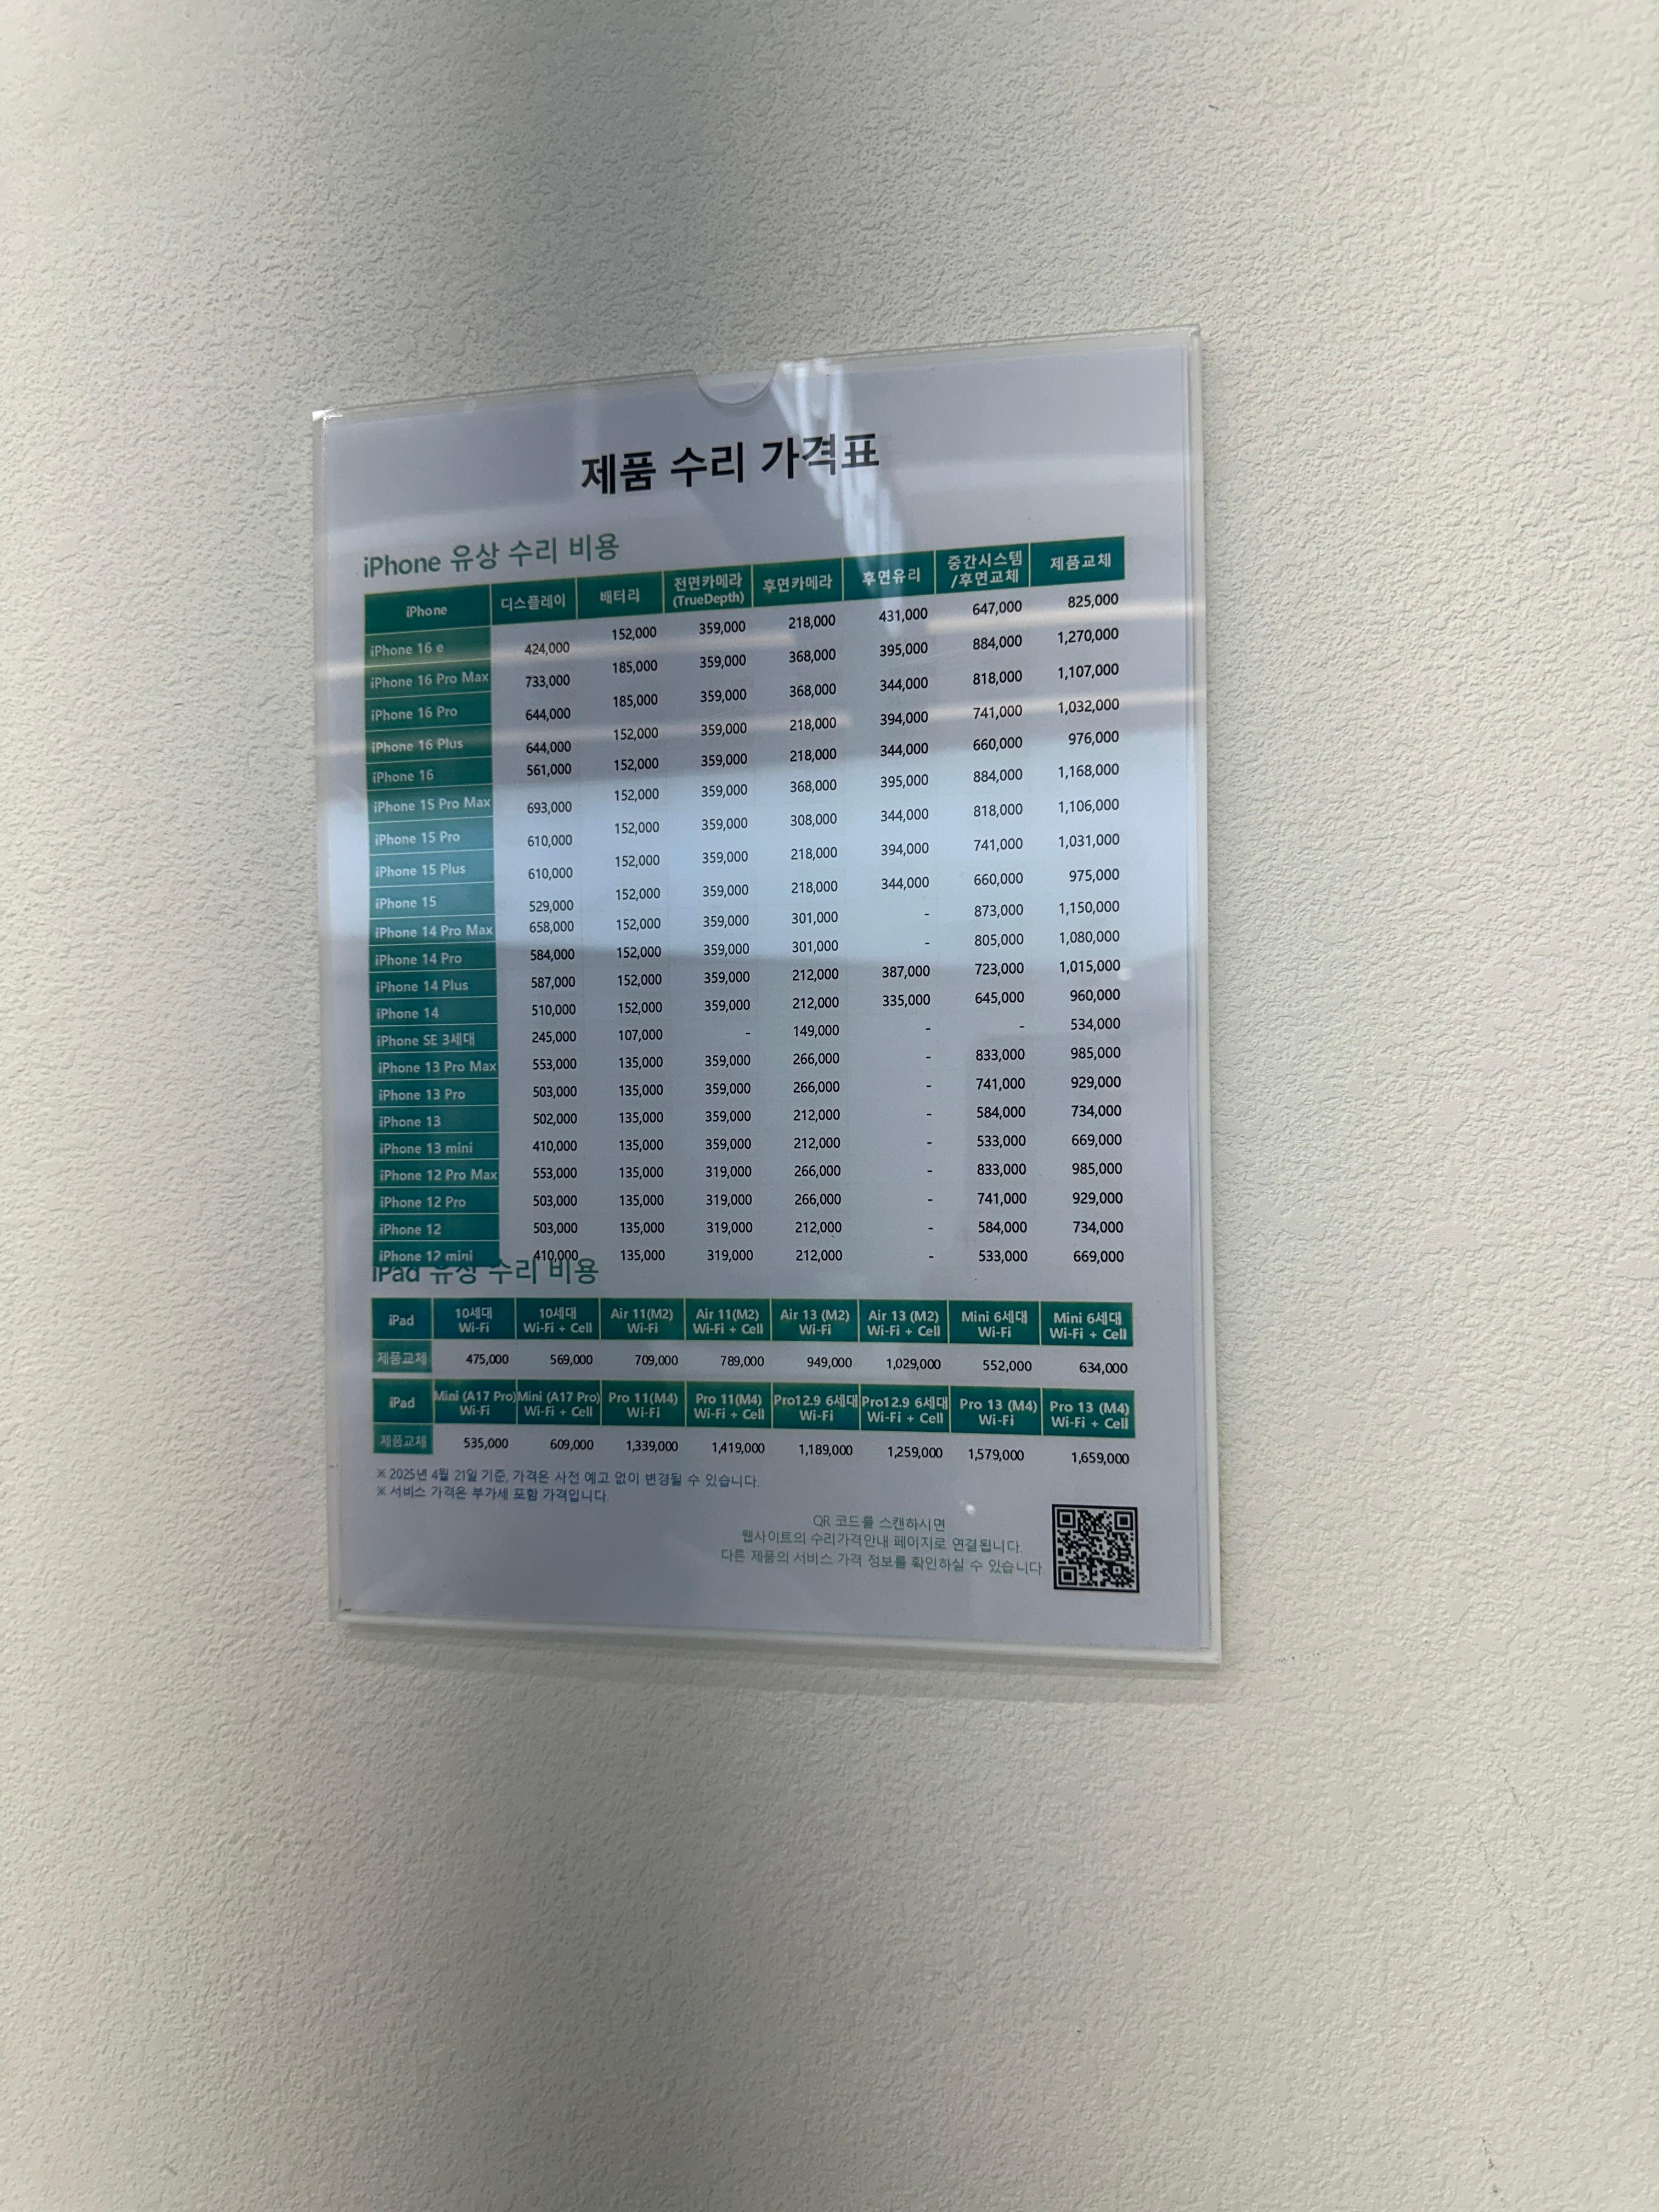 제품 수리 가격표
iPhone 유상 수리 비용
iPhone 디스플레이 배터리 전면카메라 (TrueDepth) 후면카메라 후면유리 중간시스템 /후면교체 제품교체
iPhone 16 e 424,000 152,000 359,000 218,000 431,000 647,000 825,000
iPhone 16 Pro Max 733,000 185,000 359,000 368,000 395,000 884,000 1,270,000
iPhone 16 Pro 644,000 185,000 359,000 368,000 344,000 818,000 1,107,000
iPhone 16 Plus 644,000 152,000 359,000 218,000 394,000 741,000 1,032,000
iPhone 16 561,000 152,000 359,000 218,000 344,000 660,000 976,000
iPhone 15 Pro Max 693,000 152,000 359,000 368,000 395,000 884,000 1,168,000
iPhone 15 Pro 610,000 152,000 359,000 308,000 344,000 818,000 1,106,000
iPhone 15 Plus 610,000 152,000 359,000 218,000 394,000 741,000 1,031,000
iPhone 15 529,000 152,000 359,000 218,000 344,000 660,000 975,000
iPhone 14 Pro Max 658,000 152,000 359,000 301,000 - 873,000 1,150,000
iPhone 14 Pro 584,000 152,000 359,000 301,000 - 805,000 1,080,000
iPhone 14 Plus 587,000 152,000 359,000 212,000 387,000 723,000 1,015,000
iPhone 14 510,000 152,000 359,000 212,000 335,000 645,000 960,000
iPhone SE 3세대 245,000 107,000 - 149,000 - - 534,000
iPhone 13 Pro Max 553,000 135,000 359,000 266,000 - 833,000 985,000
iPhone 13 Pro 503,000 135,000 359,000 266,000 - 741,000 929,000
iPhone 13 502,000 135,000 359,000 212,000 - 584,000 734,000
iPhone 13 mini 410,000 135,000 359,000 212,000 - 533,000 669,000
iPhone 12 Pro Max 553,000 135,000 319,000 266,000 - 833,000 985,000
iPhone 12 Pro 503,000 135,000 319,000 266,000 - 741,000 929,000
iPhone 12 503,000 135,000 319,000 212,000 - 584,000 734,000
iPhone 12 mini 410,000 135,000 319,000 212,000 - 533,000 669,000
iPad 유상 수리 비용
iPad 10세대 Wi-Fi 10세대 Wi-Fi + Cell Air 11(M2) Wi-Fi Air 11(M2) Wi-Fi + Cell Air 13 (M2) Wi-Fi Air 13 (M2) Wi-Fi + Cell Mini 6세대 Wi-Fi Mini 6세대 Wi-Fi + Cell
제품교체 475,000 569,000 709,000 789,000 949,000 1,029,000 552,000 634,000
iPad Mini (A17 Pro) Wi-Fi Mini (A17 Pro) Wi-Fi + Cell Pro 11(M4) Wi-Fi Pro 11(M4) Wi-Fi + Cell Pro12.9 6세대 Wi-Fi Pro12.9 6세대 Wi-Fi + Cell Pro 13 (M4) Wi-Fi Pro 13 (M4) Wi-Fi + Cell
제품교체 535,000 609,000 1,339,000 1,419,000 1,189,000 1,259,000 1,579,000 1,659,000
※ 2025년 4월 21일 기준, 가격은 사전 예고 없이 변경될 수 있습니다.
※ 서비스 가격은 부가세 포함 가격입니다.
QR 코드를 스캔하시면
웹사이트의 수리가격안내 페이지로 연결됩니다.
다른 제품의 서비스 가격 정보를 확인하실 수 있습니다.